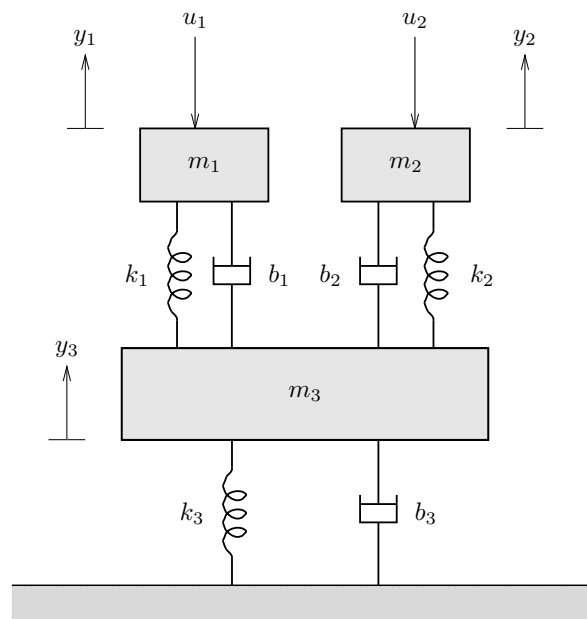 u₁ u₂
y₁ y₂
m₁ m₂
k₁ b₁ b₂ k₂
y₃
m₃
k₃ b₃